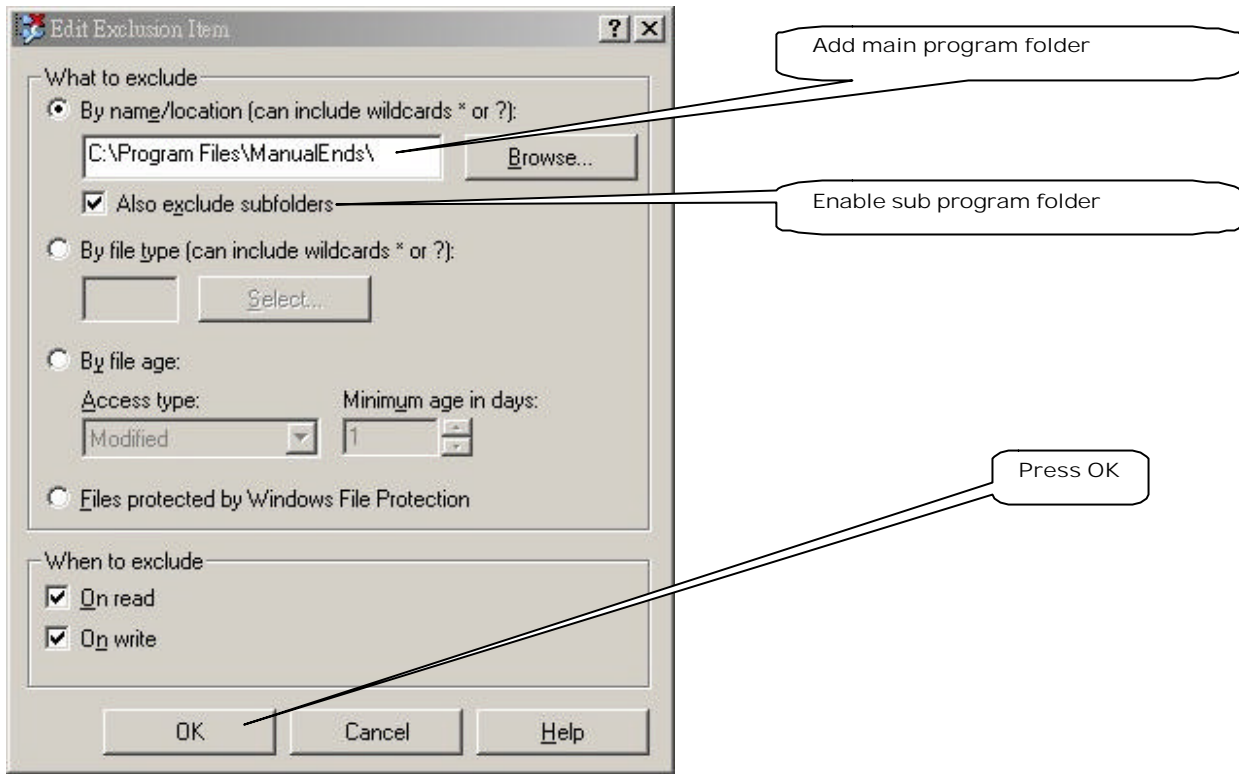 Edit Exclusion Item
Add main program folder
What to exclude
By name/location (can include wildcards * or ?):
C:\Program Files\ManualEnds\
Browse...
Also exclude subfolders
Enable sub program folder
By file type (can include wildcards * or ?):
Select...
By file age:
Access type:
Minimum age in days:
Modified
1
Press OK
Files protected by Windows File Protection
When to exclude
On read
On write
OK
Cancel
Help